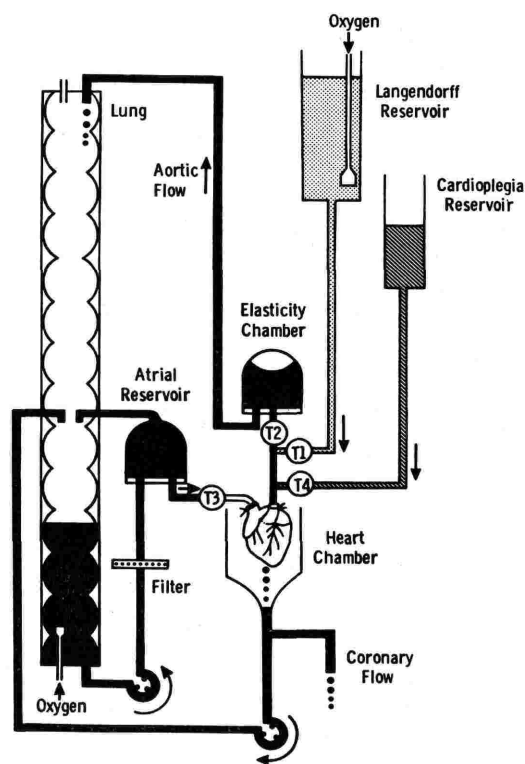 Oxygen
Lung
Langendorff
Reservoir
Aortic
Flow
Cardioplegia
Reservoir
Elasticity
Chamber
Atrial
Reservoir
T2
T1
T3
T4
Heart
Chamber
Filter
Oxygen
Coronary
Flow